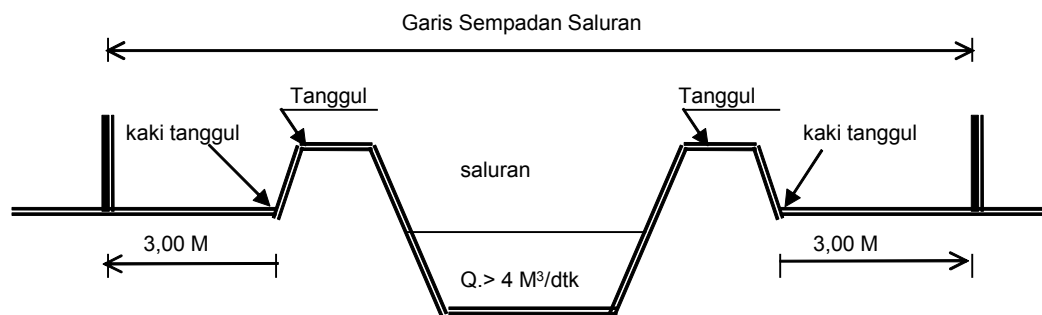 Garis Sempadan Saluran
Tanggul
Tanggul
kaki tanggul
kaki tanggul
saluran
3,00 M
3,00 M
Q.> 4 M³/dtk